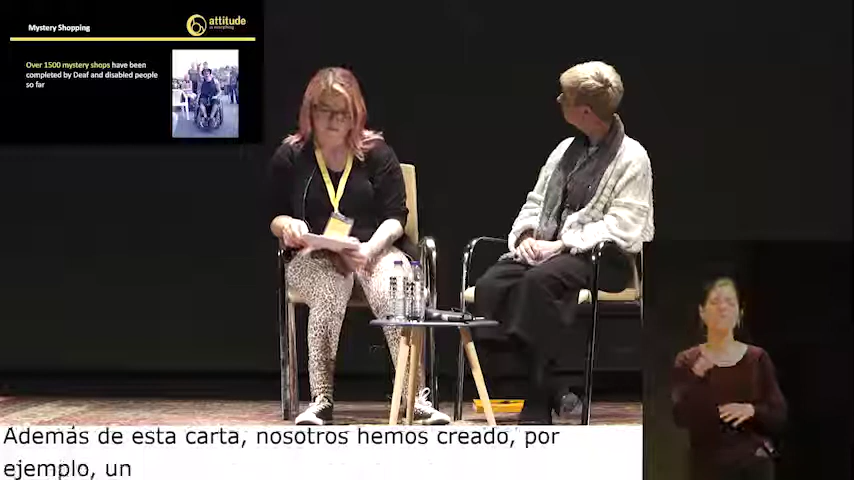 Mystery Shopping
attitude
is everything
Over 1500 mystery shops have been
completed by Deaf and disabled people
so far
Además de esta carta, nosotros hemos creado, por
ejemplo, un